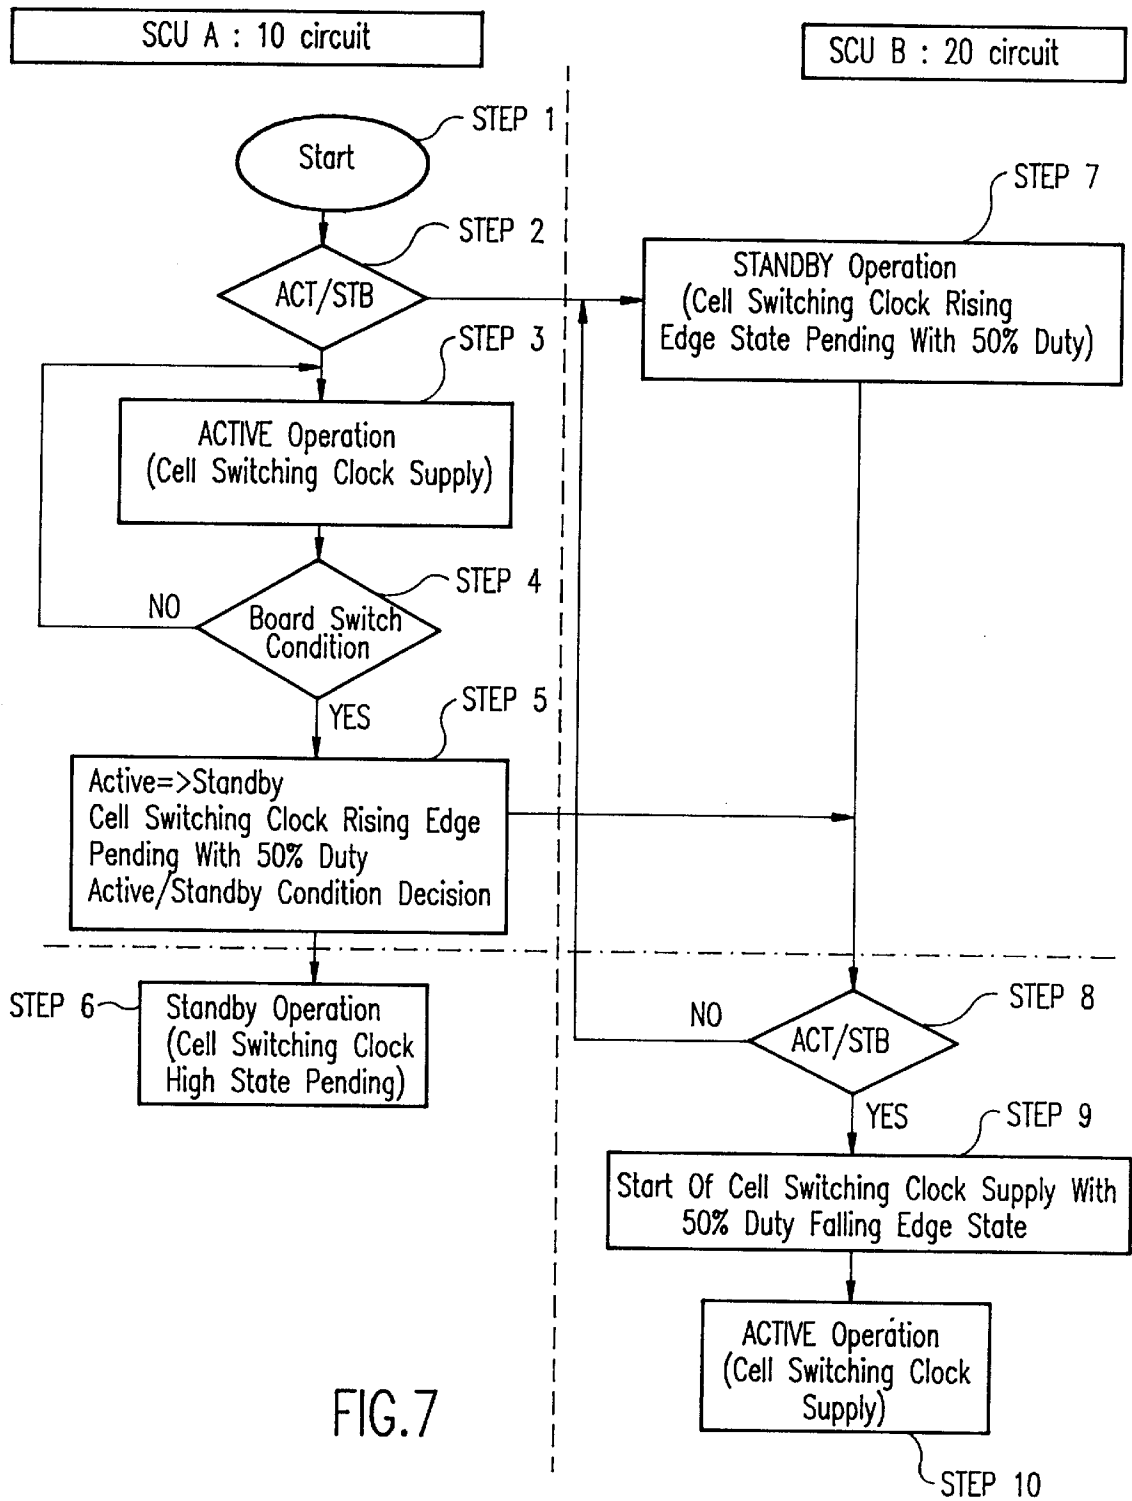 SCU A : 10 circuit
SCU B : 20 circuit
STEP 1
Start
STEP 2
ACT/STB
STEP 3
ACTIVE Operation
(Cell Switching Clock Supply)
STEP 4
NO
Board Switch
Condition
YES
STEP 5
Active=>Standby
Cell Switching Clock Rising Edge
Pending With 50% Duty
Active/Standby Condition Decision
STEP 6
Standby Operation
(Cell Switching Clock
High State Pending)
STEP 7
STANDBY Operation
(Cell Switching Clock Rising
Edge State Pending With 50% Duty)
STEP 8
NO
ACT/STB
YES
STEP 9
Start Of Cell Switching Clock Supply With
50% Duty Falling Edge State
ACTIVE Operation
(Cell Switching Clock
Supply)
STEP 10
FIG.7